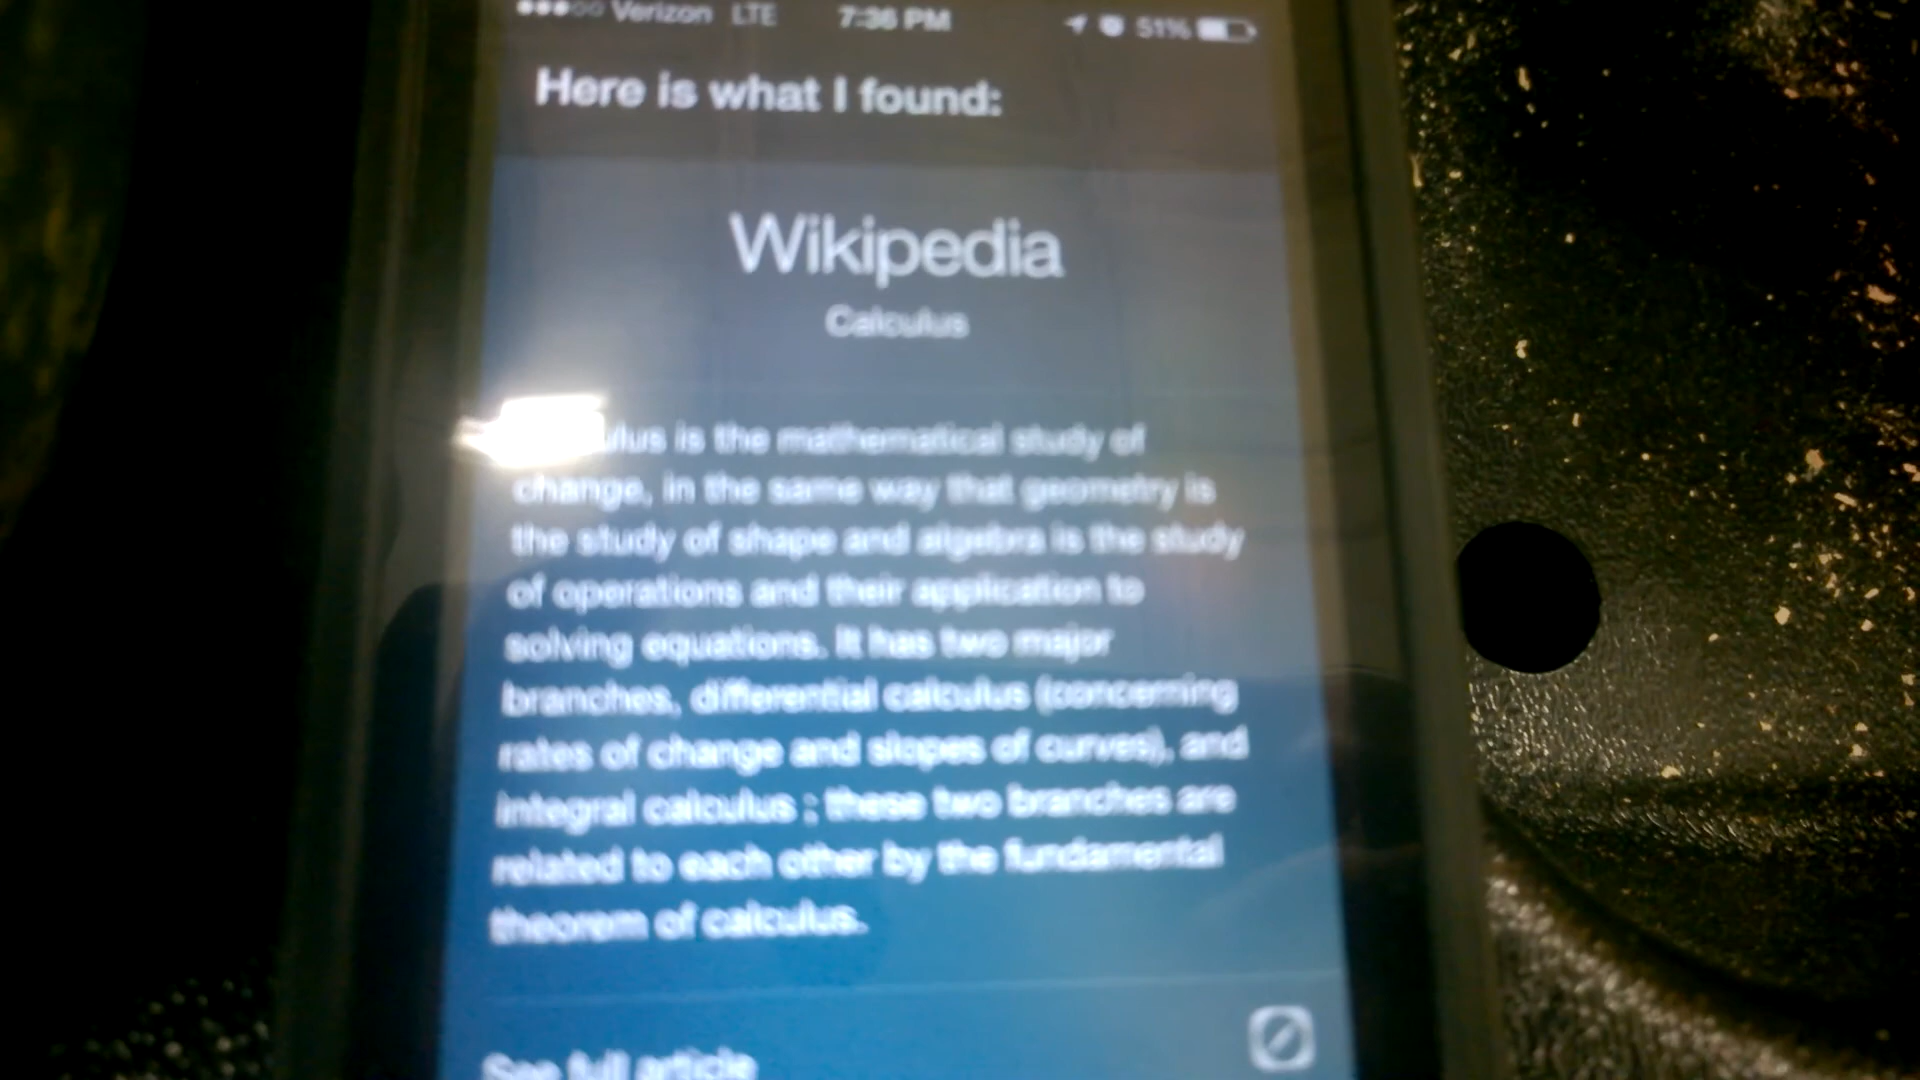 Verizon LTE 7:36 PM 51%
Here is what I found:
Wikipedia
Calculus
ulus is the mathematical study of
change, in the same way that geometry is
the study of shape and algebra is the study
of operations and their application to
solving equations. It has two major
branches, differential calculus (concerning
rates of change and slopes of curves), and
integral calculus ; these two branches are
related to each other by the fundamental
theorem of calculus.
See full article